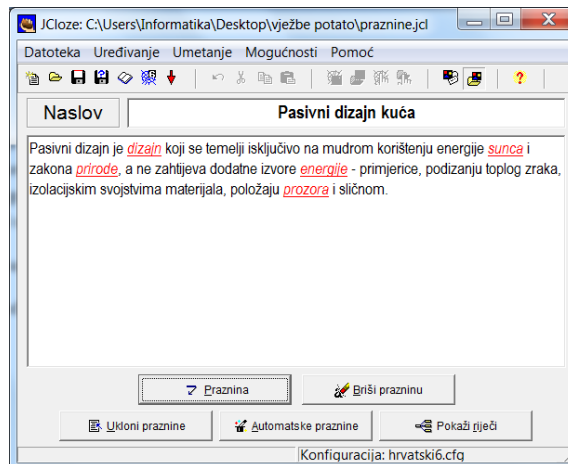 JCloze: C:\Users\Informatika\Desktop\vježbe potato\praznine.jcl
Datoteka Uređivanje Umetanje Mogućnosti Pomoć
Naslov Pasivni dizajn kuća
Pasivni dizajn je dizajn koji se temelji isključivo na mudrom korištenju energije sunca i
zakona prirode, a ne zahtijeva dodatne izvore energije - primjerice, podizanju toplog zraka,
izolacijskim svojstvima materijala, položaju prozora i sličnom.
Praznina Briši prazninu
Ukloni praznine Automatske praznine Pokaži riječi
Konfiguracija: hrvatski6.cfg